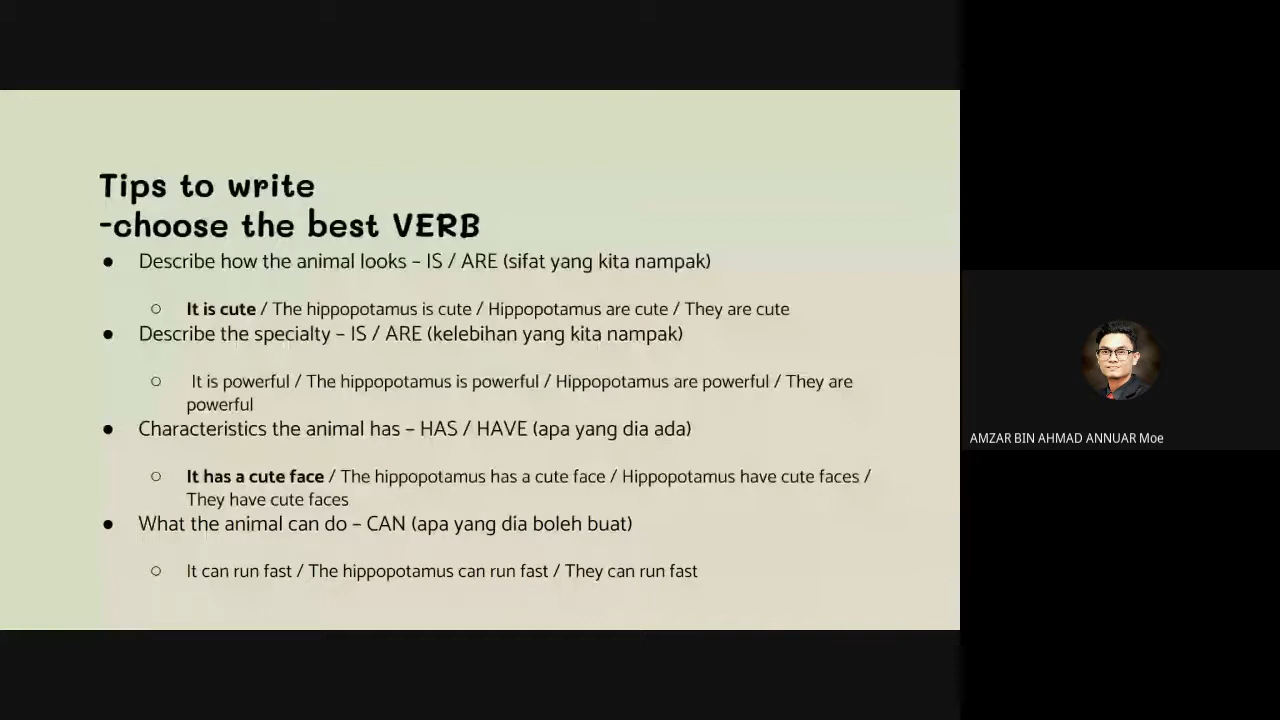 Tips to write
-choose the best VERB
● Describe how the animal looks – IS / ARE (sifat yang kita nampak)
○ It is cute / The hippopotamus is cute / Hippopotamus are cute / They are cute
● Describe the specialty – IS / ARE (kelebihan yang kita nampak)
○ It is powerful / The hippopotamus is powerful / Hippopotamus are powerful / They are
powerful
● Characteristics the animal has – HAS / HAVE (apa yang dia ada)
○ It has a cute face / The hippopotamus has a cute face / Hippopotamus have cute faces /
They have cute faces
● What the animal can do – CAN (apa yang dia boleh buat)
○ It can run fast / The hippopotamus can run fast / They can run fast
AMZAR BIN AHMAD ANNUAR Moe